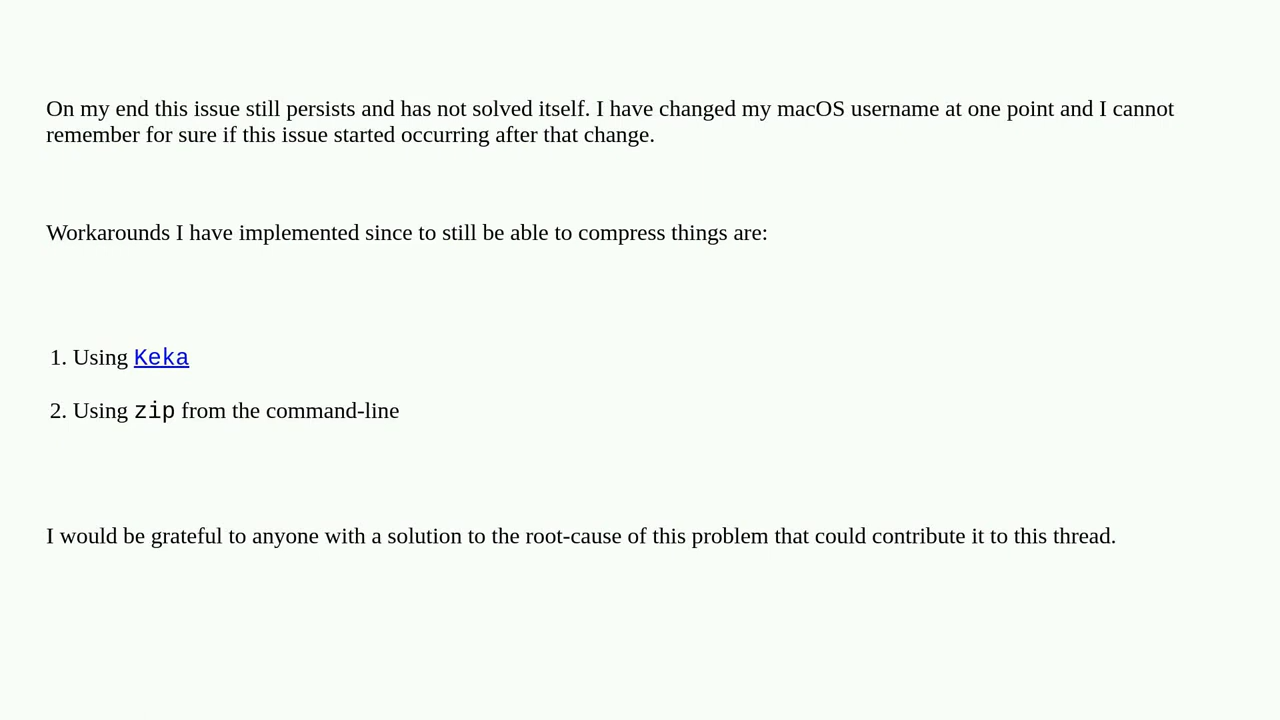 On my end this issue still persists and has not solved itself. I have changed my macOS username at one point and I cannot
remember for sure if this issue started occurring after that change.
Workarounds I have implemented since to still be able to compress things are:
1. Using Keka
2. Using zip from the command-line
I would be grateful to anyone with a solution to the root-cause of this problem that could contribute it to this thread.